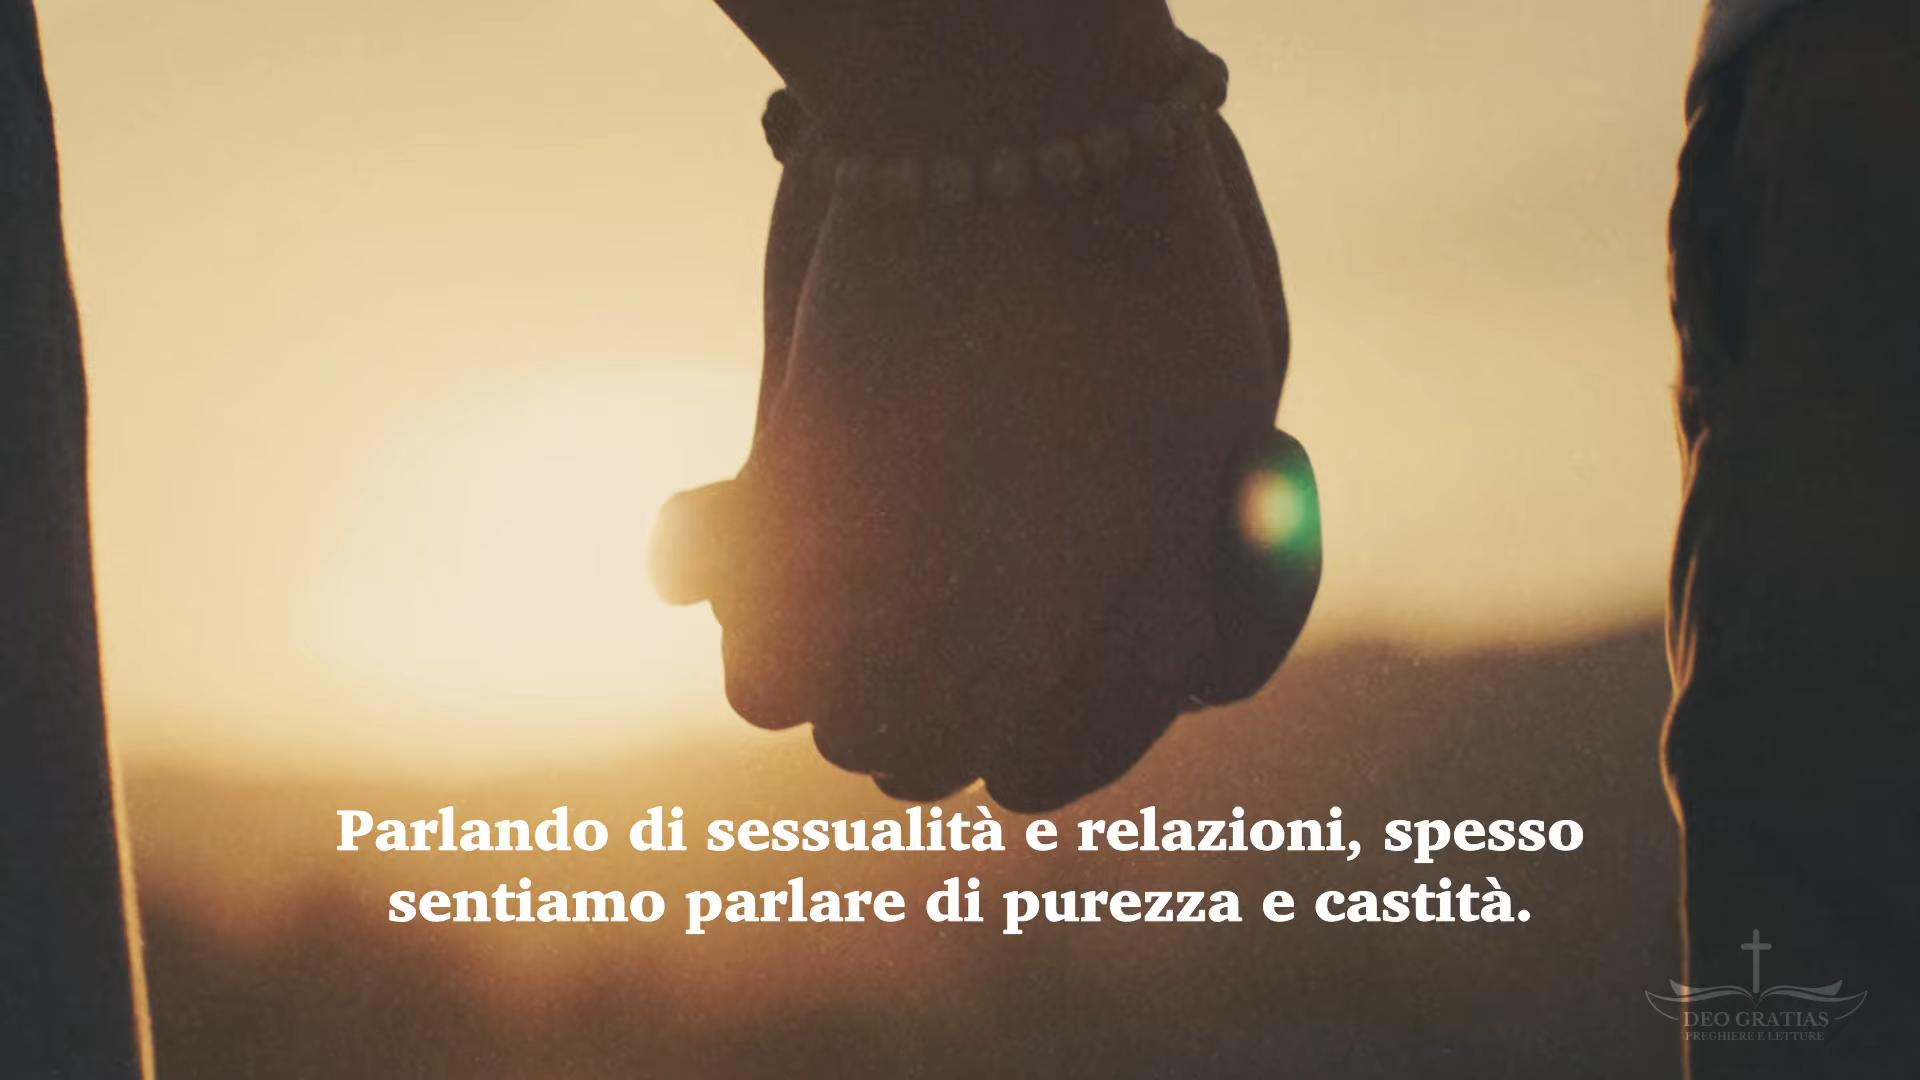 Parlando di sessualità e relazioni, spesso
sentiamo parlare di purezza e castità.
DEO GRATIAS
PREGHIERE E LETTURE